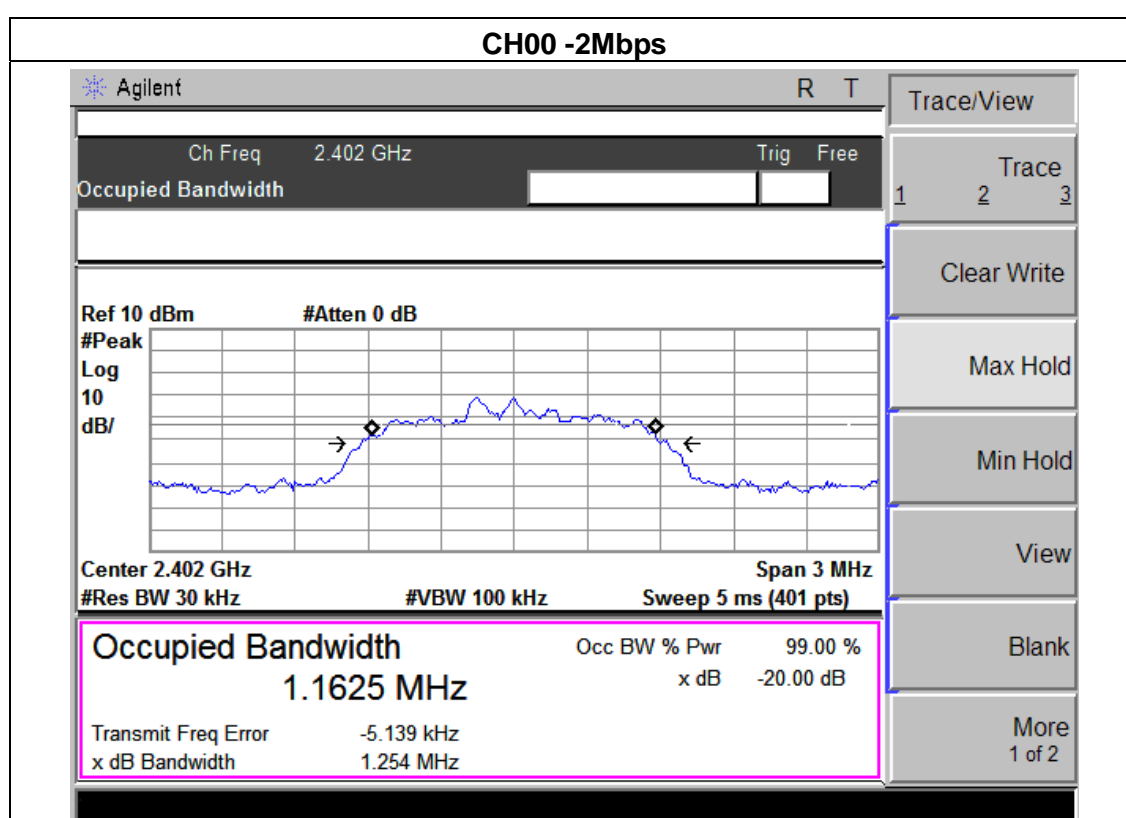 CH00 -2Mbps
Agilent R T
Ch Freq 2.402 GHz Trig Free
Occupied Bandwidth
Ref 10 dBm #Atten 0 dB
#Peak
Log
10
dB/
Center 2.402 GHz Span 3 MHz
#Res BW 30 kHz #VBW 100 kHz Sweep 5 ms (401 pts)
Occupied Bandwidth Occ BW % Pwr 99.00 %
1.1625 MHz x dB -20.00 dB
Transmit Freq Error -5.139 kHz
x dB Bandwidth 1.254 MHz
Trace/View
Trace
1 2 3
Clear Write
Max Hold
Min Hold
View
Blank
More
1 of 2